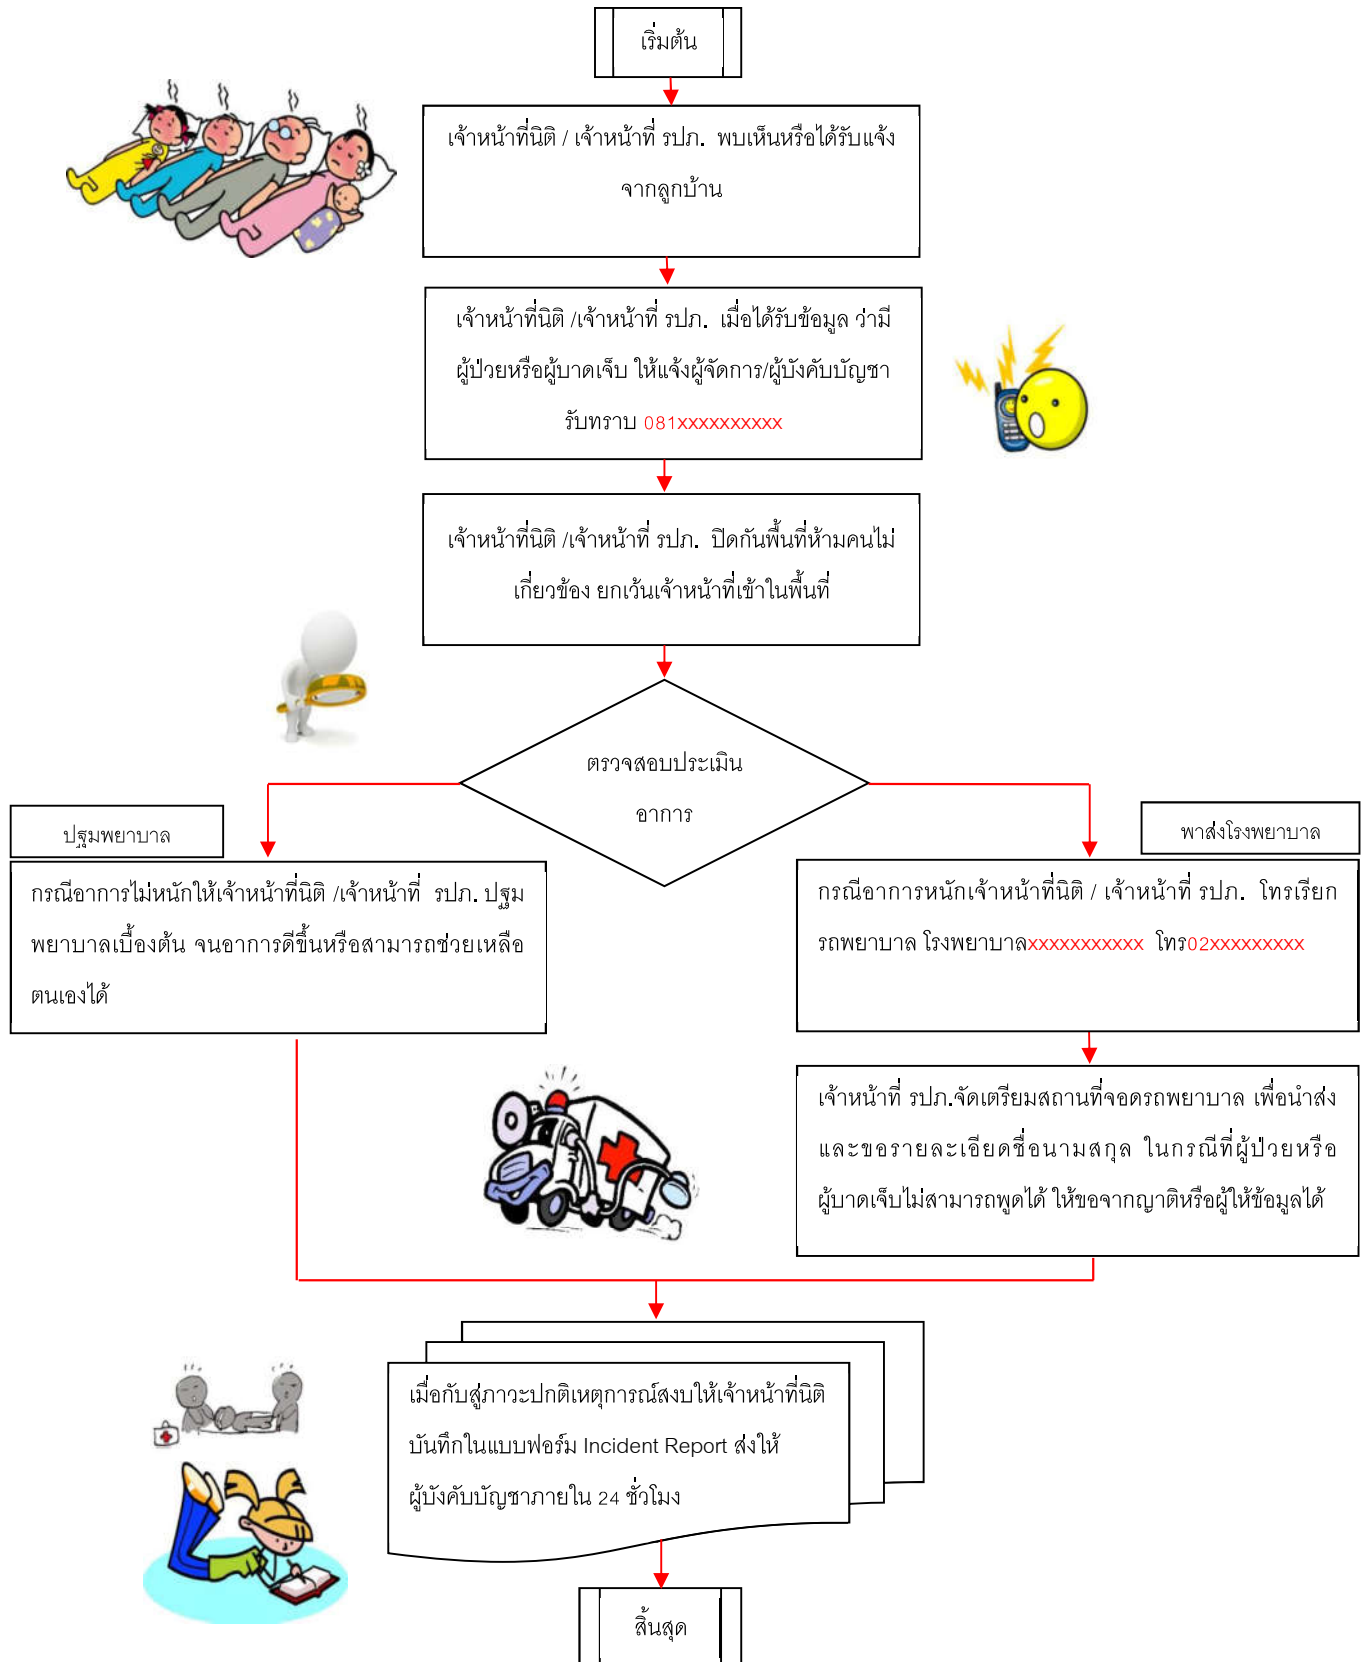 เริ่มต้น
เจ้าหน้าที่นิติ / เจ้าหน้าที่ รปภ. พบเห็นหรือได้รับแจ้ง
จากลูกบ้าน
เจ้าหน้าที่นิติ /เจ้าหน้าที่ รปภ. เมื่อได้รับข้อมูล ว่ามี
ผู้ป่วยหรือผู้บาดเจ็บ ให้แจ้งผู้จัดการ/ผู้บังคับบัญชา
รับทราบ 081xxxxxxxxxx
เจ้าหน้าที่นิติ /เจ้าหน้าที่ รปภ. ปิดกันพื้นที่ห้ามคนไม่
เกี่ยวข้อง ยกเว้นเจ้าหน้าที่เข้าในพื้นที่
ตรวจสอบประเมิน
อาการ
ปฐมพยาบาล
กรณีอาการไม่หนักให้เจ้าหน้าที่นิติ /เจ้าหน้าที่ รปภ. ปฐม
พยาบาลเบื้องต้น จนอาการดีขึ้นหรือสามารถช่วยเหลือ
ตนเองได้
พาส่งโรงพยาบาล
กรณีอาการหนักเจ้าหน้าที่นิติ / เจ้าหน้าที่ รปภ. โทรเรียก
รถพยาบาล โรงพยาบาลxxxxxxxxxxx โทร02xxxxxxxxx
เจ้าหน้าที่ รปภ.จัดเตรียมสถานที่จอดรถพยาบาล เพื่อนำส่ง
และขอรายละเอียดชื่อนามสกุล ในกรณีที่ผู้ป่วยหรือ
ผู้บาดเจ็บไม่สามารถพูดได้ ให้ขอจากญาติหรือผู้ให้ข้อมูลได้
เมื่อกับสู่ภาวะปกติเหตุการณ์สงบให้เจ้าหน้าที่นิติ
บันทึกในแบบฟอร์ม Incident Report ส่งให้
ผู้บังคับบัญชาภายใน 24 ชั่วโมง
สิ้นสุด